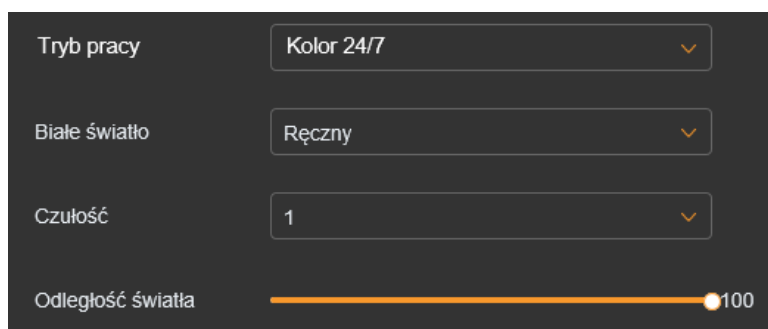 Tryb pracy Kolor 24/7
Białe światło Ręczny
Czułość 1
Odległość światła 100